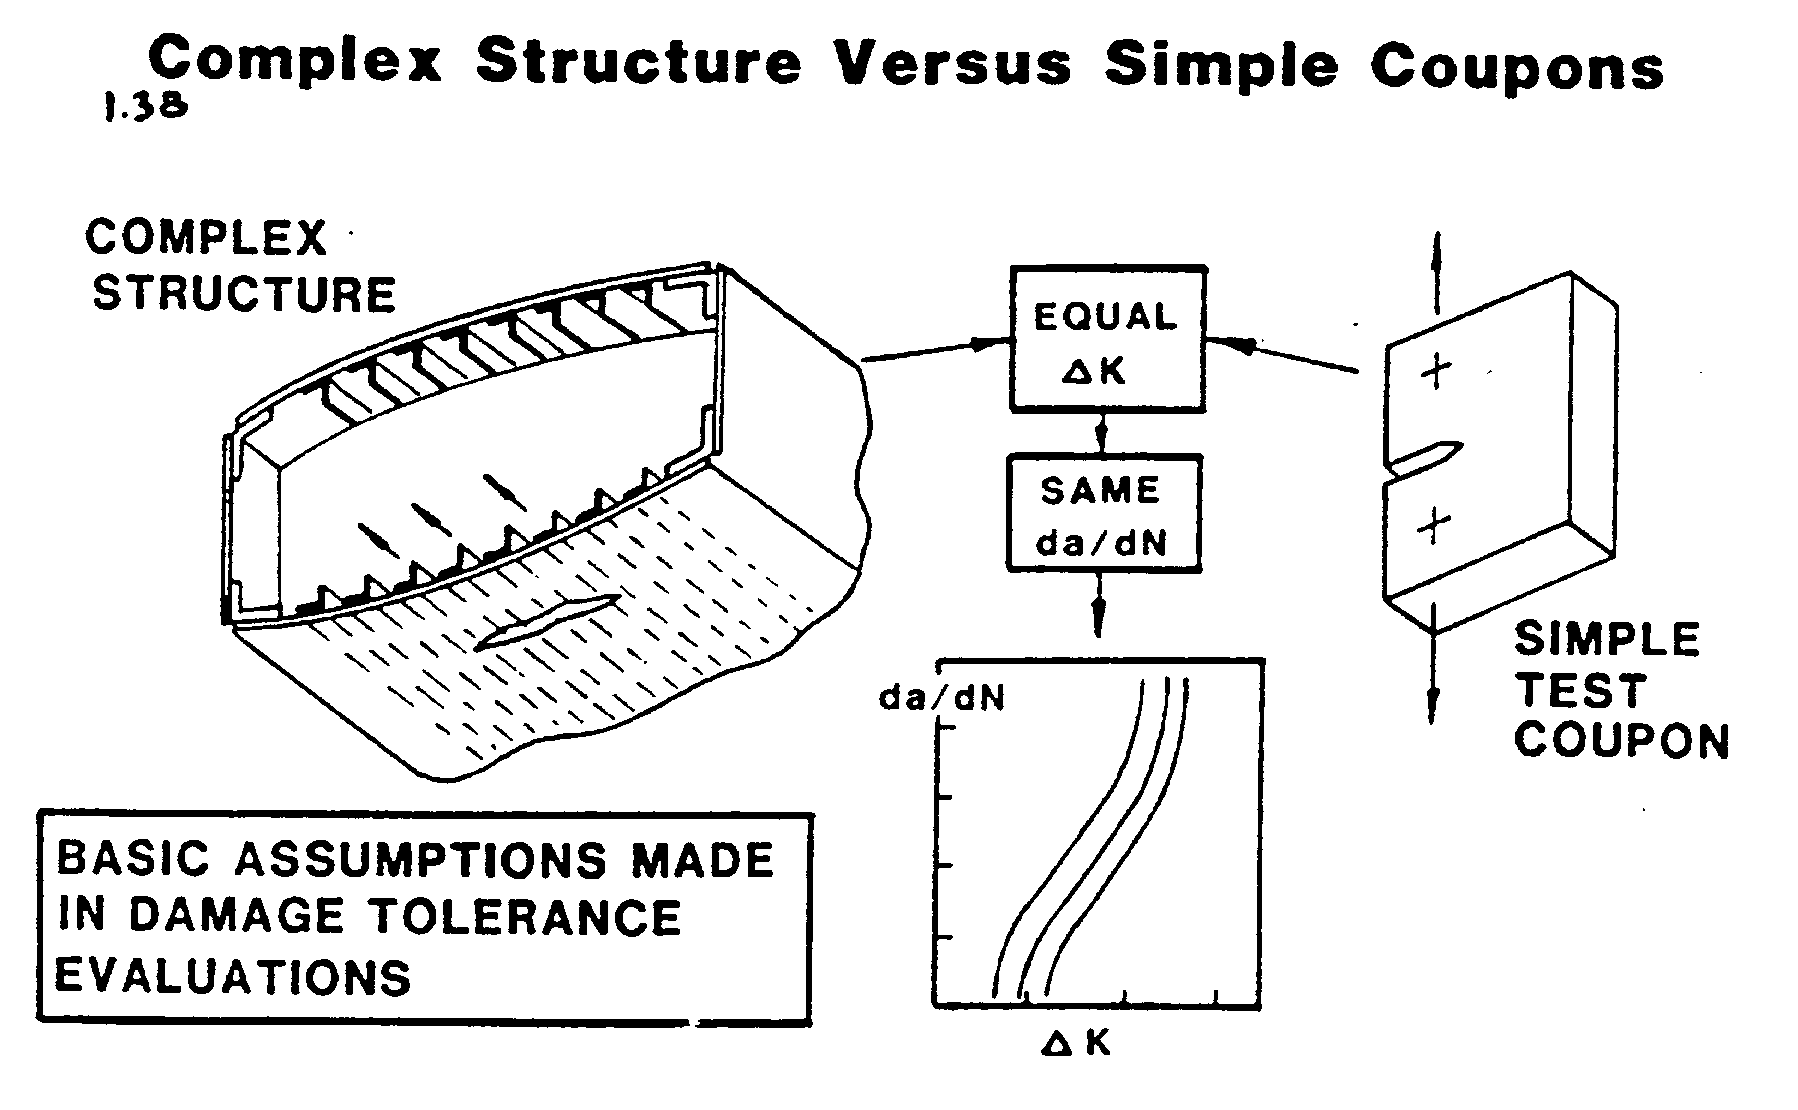 Complex Structure Versus Simple Coupons
1.38
COMPLEX
STRUCTURE
EQUAL
ΔK
SAME
da/dN
da/dN
ΔK
SIMPLE
TEST
COUPON
BASIC ASSUMPTIONS MADE
IN DAMAGE TOLERANCE
EVALUATIONS